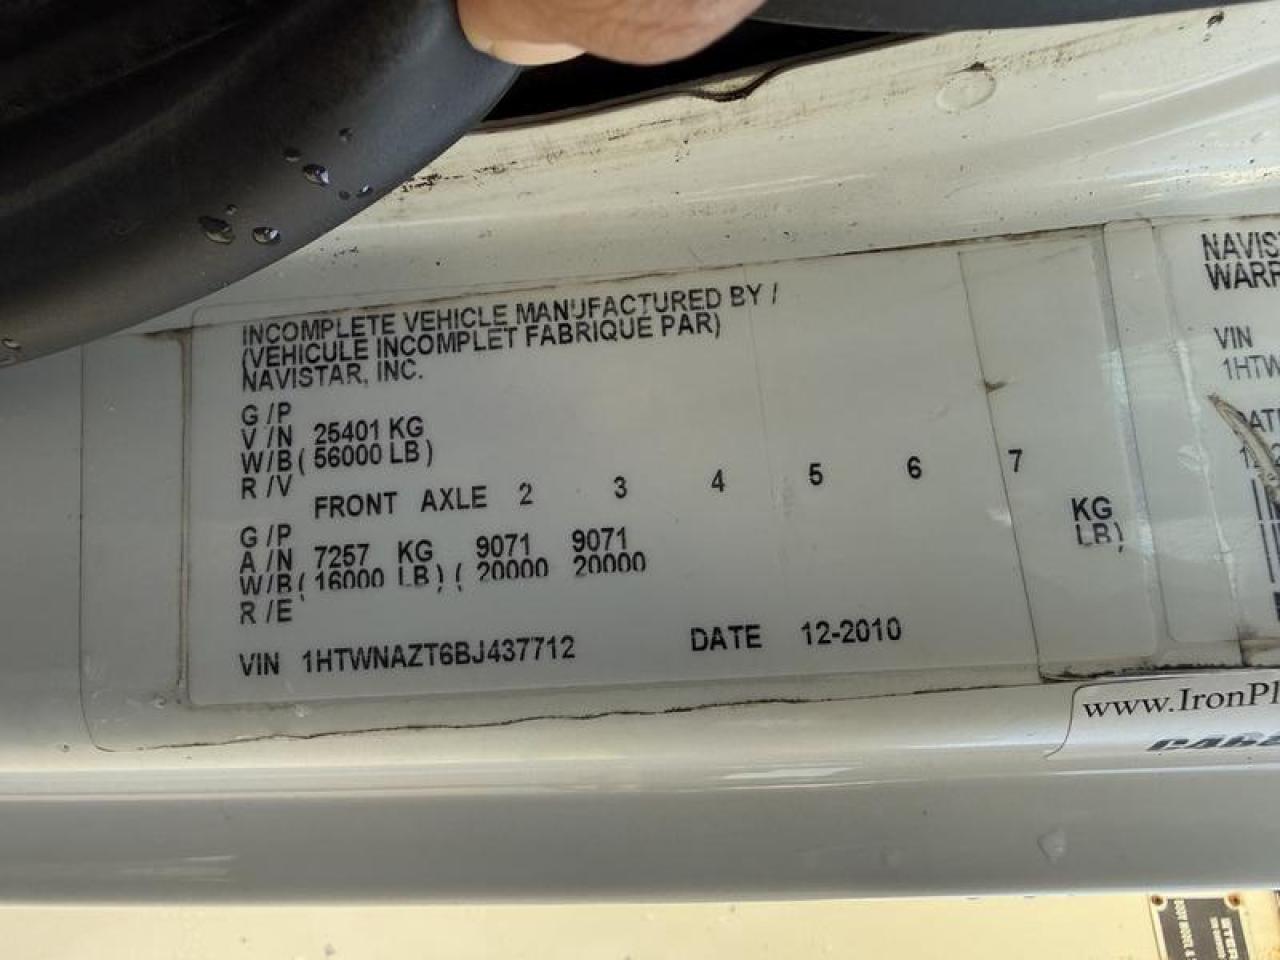 INCOMPLETE VEHICLE MANUFACTURED BY /
(VEHICULE INCOMPLET FABRIQUE PAR)
NAVISTAR, INC.
G /P
V /N 25401 KG
W/B ( 56000 LB )
R /V
FRONT AXLE 2 3 4 5 6 7
G /P
A /N 7257 KG 9071 9071 KG
W/B ( 16000 LB ) ( 20000 20000 LB)
R /E
VIN 1HTWNAZT6BJ437712 DATE 12-2010
NAVIS
WARR
VIN
1HTW
www.IronPl